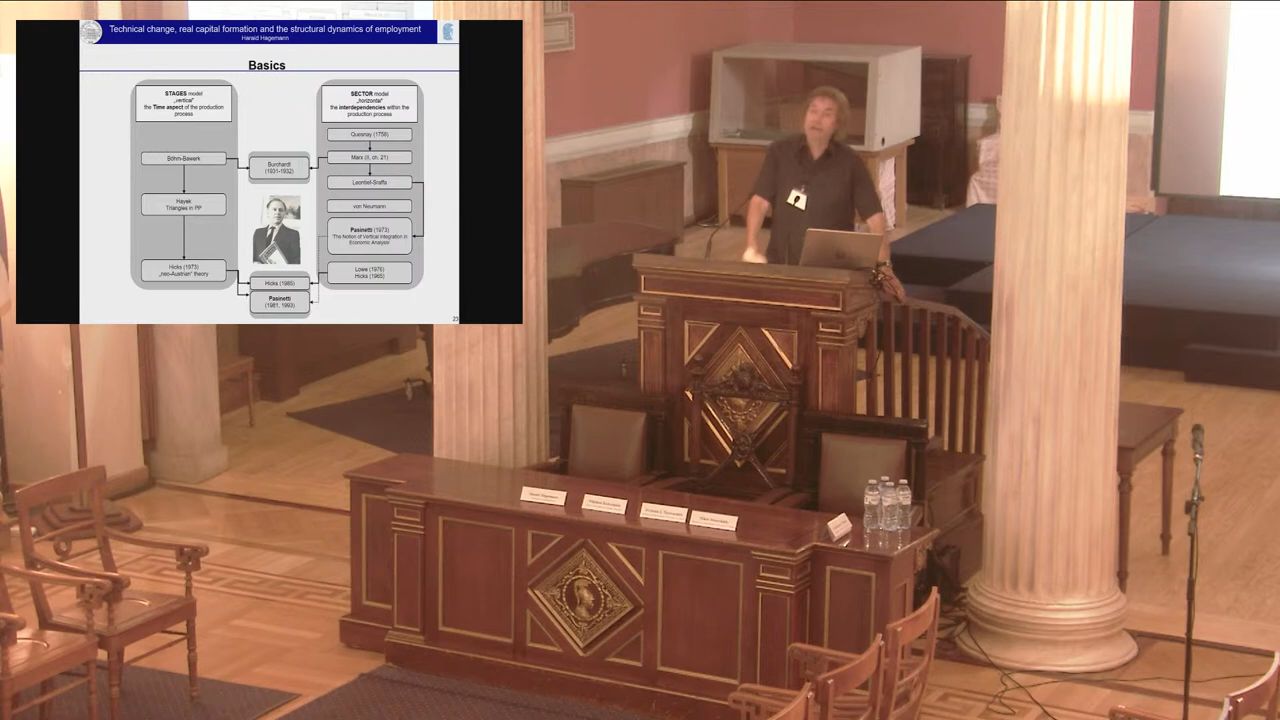 Technical change, real capital formation and the structural dynamics of employment
Harald Hagemann
Basics
STAGES model
„vertical"
the Time aspect of the production
process
SECTOR model
„horizontal"
the interdependencies within the
production process
Quesnay (1758)
Böhm-Bawerk
Burchardt
(1931-1932)
Marx (II, ch. 21)
Leontief-Sraffa
Hayek
Triangles in PP
von Neumann
Pasinetti (1973)
The Notion of Vertical Integration in
Economic Analysis
Hicks (1973)
„neo-Austrian" theory
Lowe (1976)
Hicks (1965)
Hicks (1985)
Pasinetti
(1981, 1993)
23